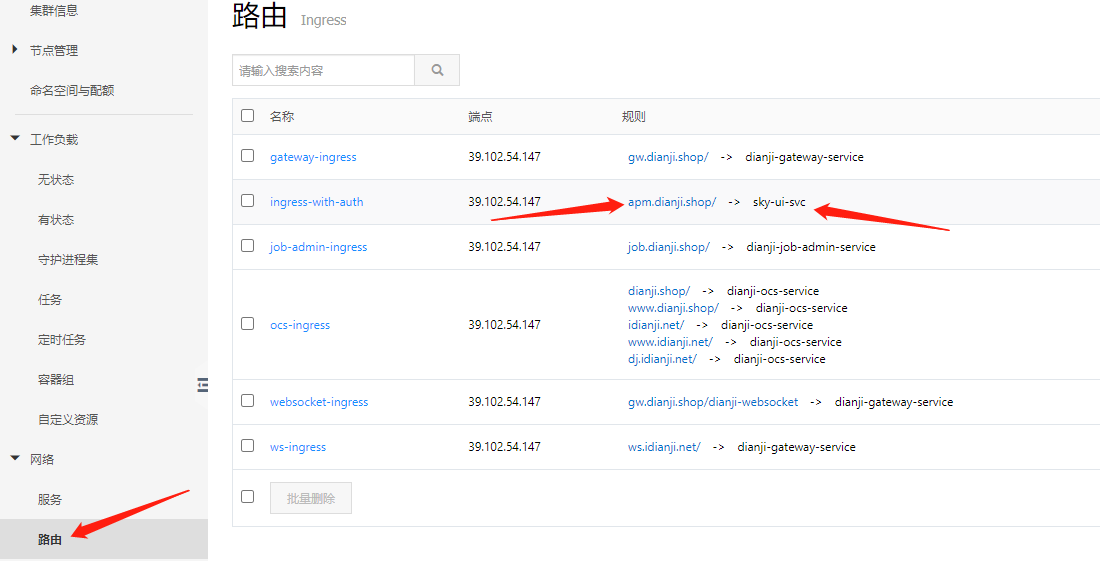 集群信息
节点管理
命名空间与配额
工作负载
无状态
有状态
守护进程集
任务
定时任务
容器组
自定义资源
网络
服务
路由
路由 Ingress
请输入搜索内容
名称 端点 规则
gateway-ingress 39.102.54.147 gw.dianji.shop/ -> dianji-gateway-service
ingress-with-auth 39.102.54.147 apm.dianji.shop/ -> sky-ui-svc
job-admin-ingress 39.102.54.147 job.dianji.shop/ -> dianji-job-admin-service
dianji.shop/ -> dianji-ocs-service
www.dianji.shop/ -> dianji-ocs-service
ocs-ingress 39.102.54.147 idianji.net/ -> dianji-ocs-service
www.idianji.net/ -> dianji-ocs-service
dj.idianji.net/ -> dianji-ocs-service
websocket-ingress 39.102.54.147 gw.dianji.shop/dianji-websocket -> dianji-gateway-service
ws-ingress 39.102.54.147 ws.idianji.net/ -> dianji-gateway-service
批量删除